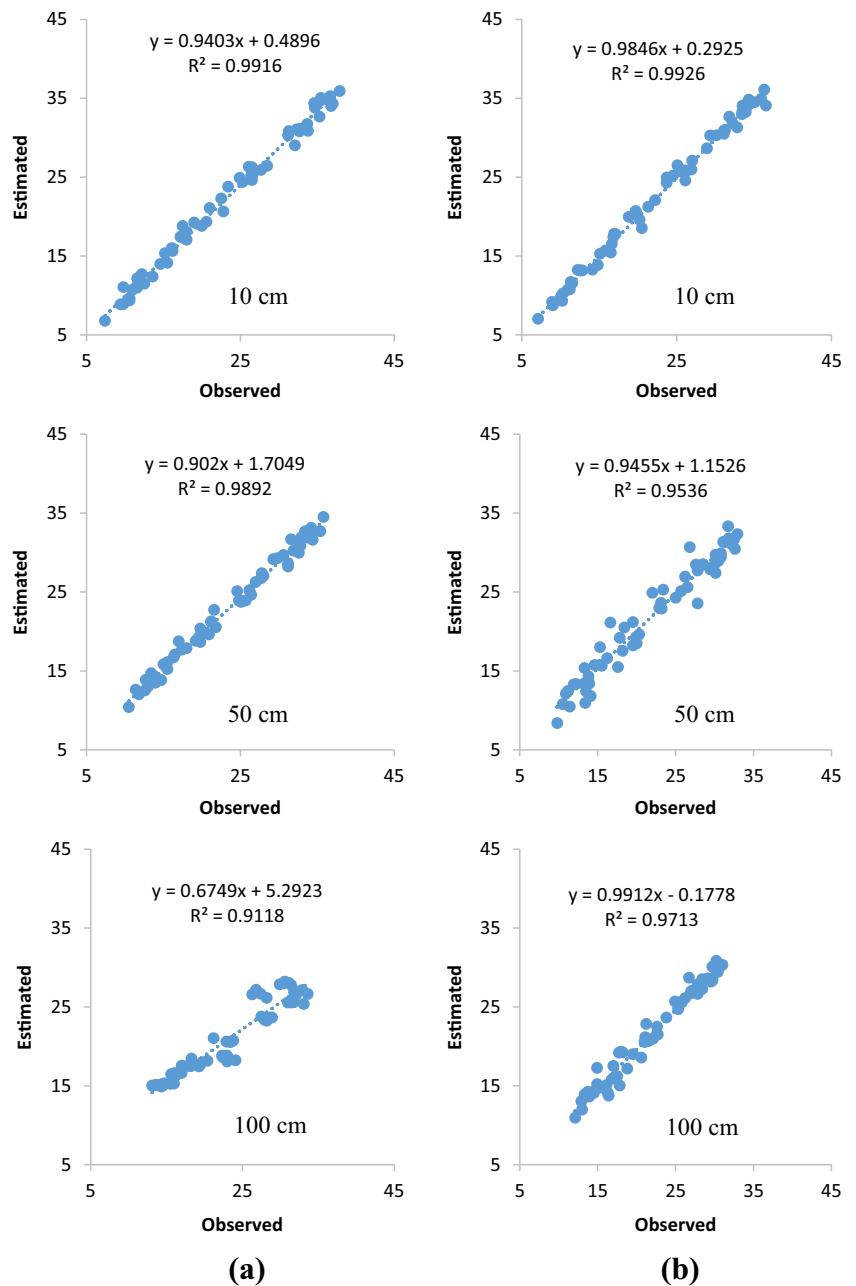 45
35
25
15
5
5
25
45
Estimated
Observed
y = 0.9403x + 0.4896
R² = 0.9916
10 cm
45
35
25
15
5
5
25
45
Estimated
Observed
y = 0.9846x + 0.2925
R² = 0.9926
10 cm
45
35
25
15
5
5
25
45
Estimated
Observed
y = 0.902x + 1.7049
R² = 0.9892
50 cm
45
35
25
15
5
5
15
25
35
45
Estimated
Observed
y = 0.9455x + 1.1526
R² = 0.9536
50 cm
45
35
25
15
5
5
25
45
Estimated
Observed
y = 0.6749x + 5.2923
R² = 0.9118
100 cm
45
35
25
15
5
5
15
25
35
45
Estimated
Observed
y = 0.9912x - 0.1778
R² = 0.9713
100 cm
(a)
(b)